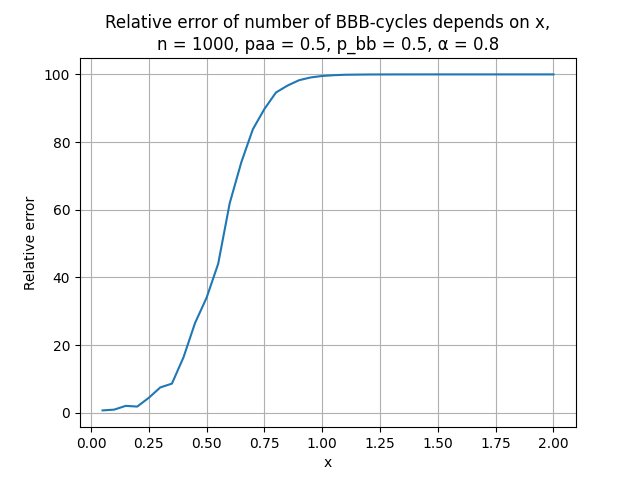 Relative error of number of BBB-cycles depends on x,
n = 1000, paa = 0.5, p_bb = 0.5, α = 0.8
100
80
60
40
20
0
Relative error
0.00 0.25 0.50 0.75 1.00 1.25 1.50 1.75 2.00
x